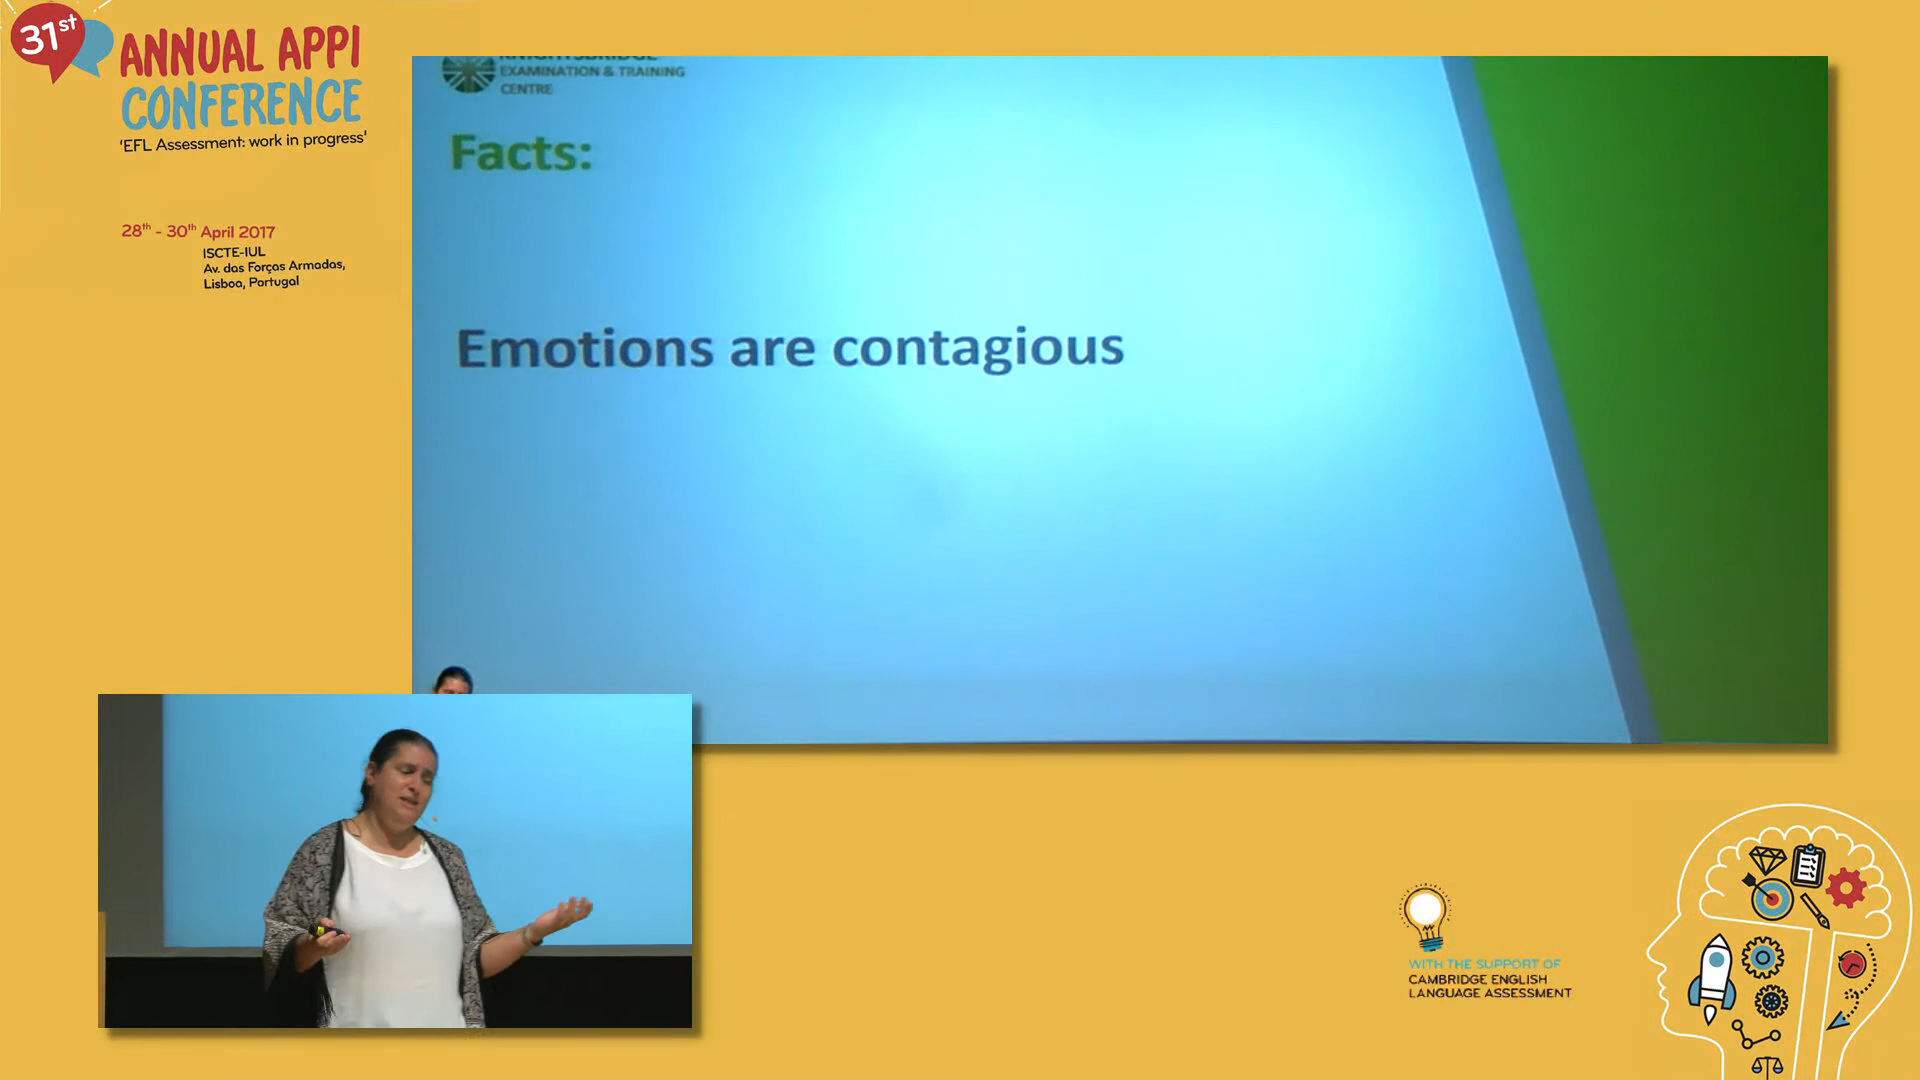 31st
ANNUAL APPI
CONFERENCE
'EFL Assessment: work in progress'
28th - 30th April 2017
ISCTE-IUL
Av. das Forças Armadas,
Lisboa, Portugal
KNIGHTSBRIDGE
EXAMINATION & TRAINING
CENTRE
Facts:
Emotions are contagious
WITH THE SUPPORT OF
CAMBRIDGE ENGLISH
LANGUAGE ASSESSMENT